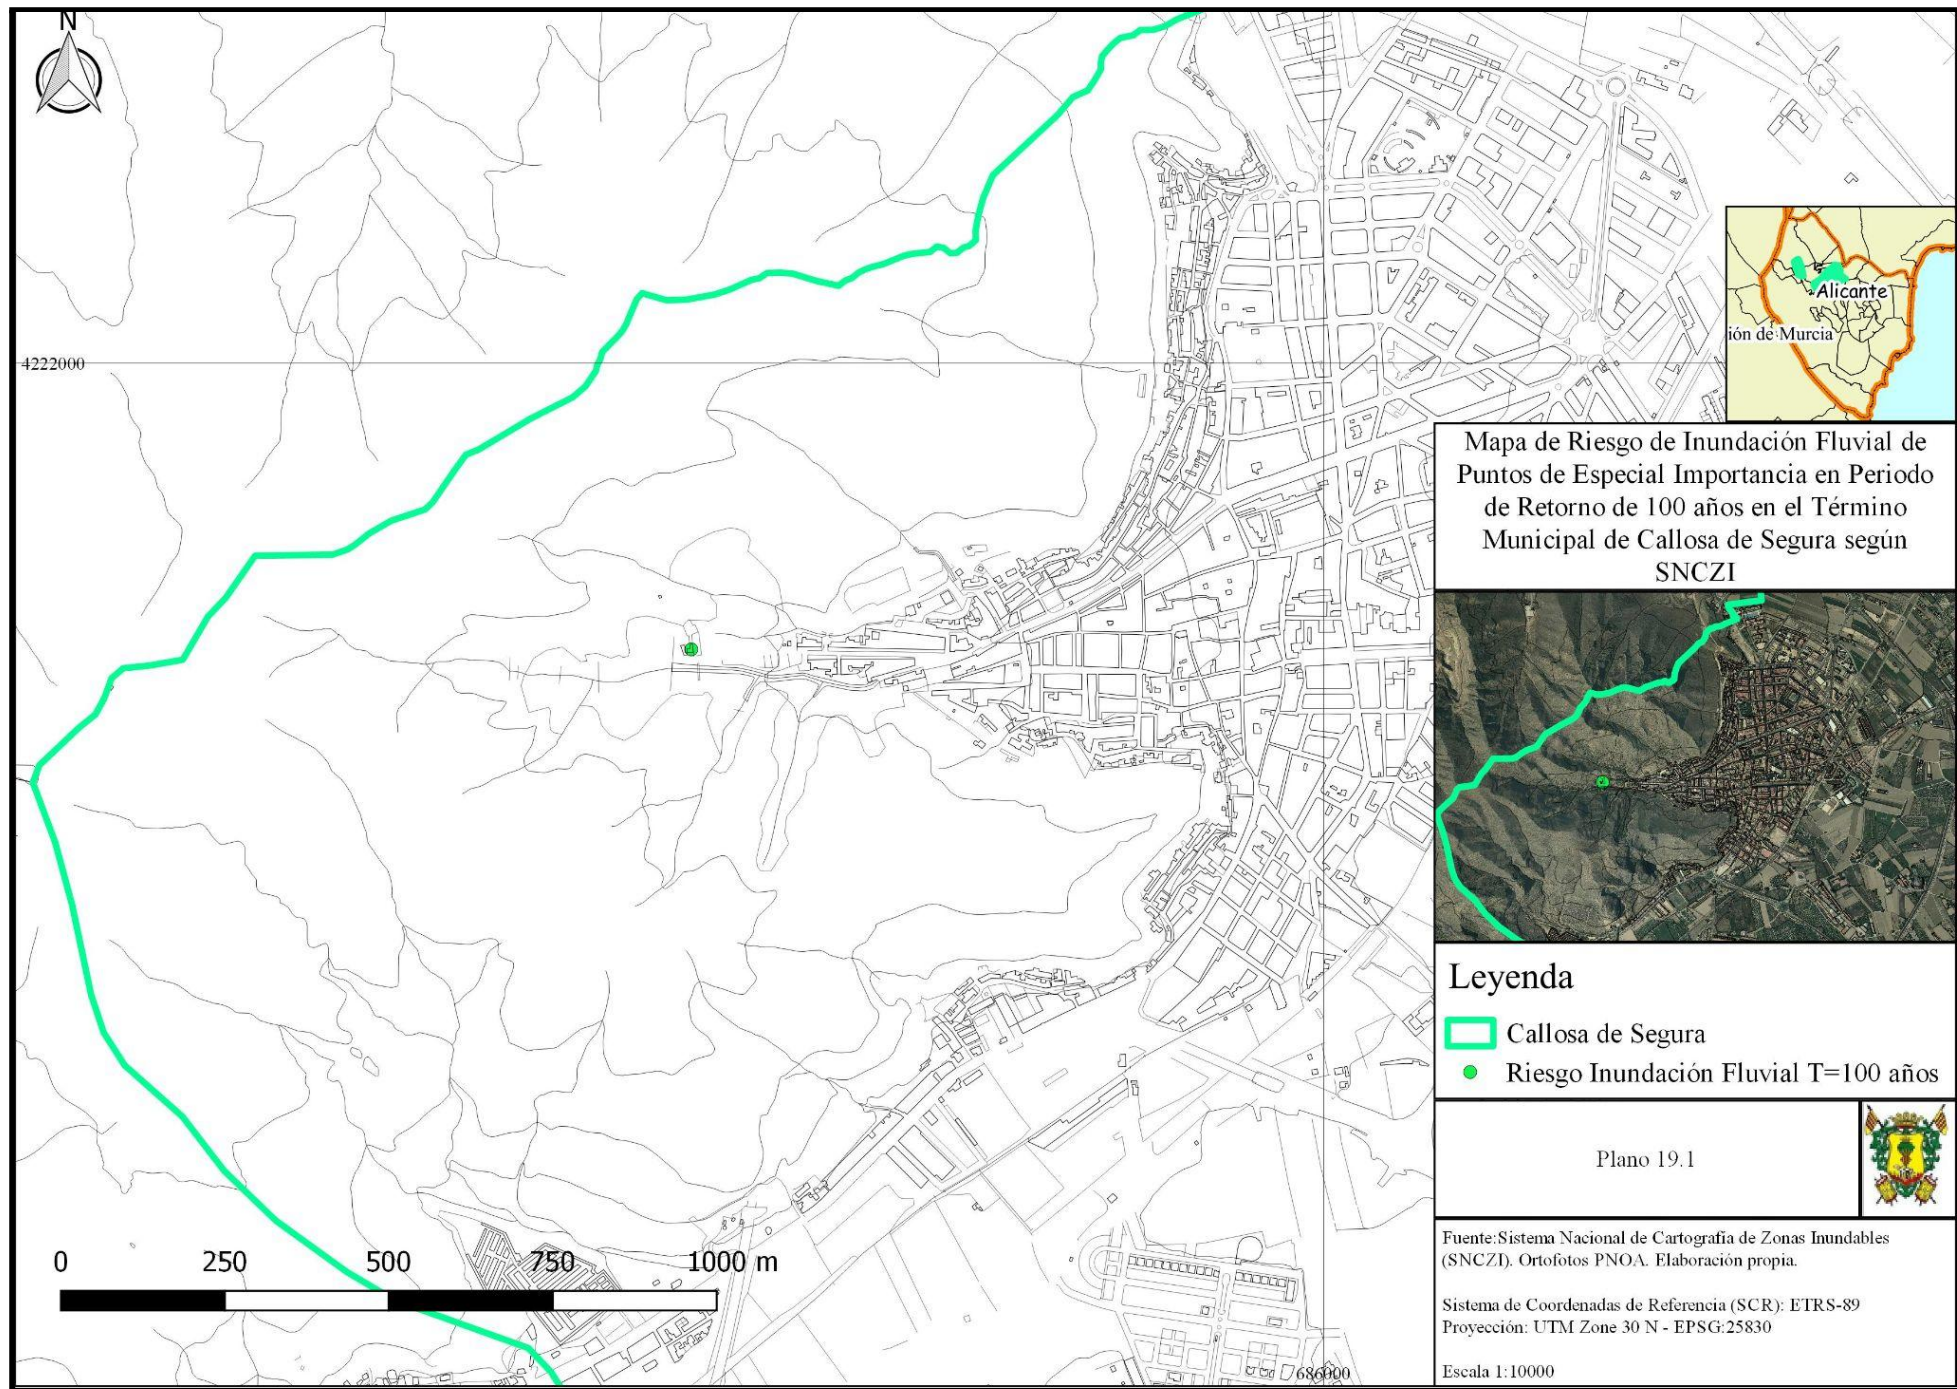 N
4222000
Alicante
ión de Murcia
Mapa de Riesgo de Inundación Fluvial de
Puntos de Especial Importancia en Periodo
de Retorno de 100 años en el Término
Municipal de Callosa de Segura según
SNCZI
Leyenda
Callosa de Segura
Riesgo Inundación Fluvial T=100 años
Plano 19.1
Fuente:Sistema Nacional de Cartografía de Zonas Inundables
(SNCZI). Ortofotos PNOA. Elaboración propia.
Sistema de Coordenadas de Referencia (SCR): ETRS-89
Proyección: UTM Zone 30 N - EPSG:25830
Escala 1:10000
0 250 500 750 1000 m
686000